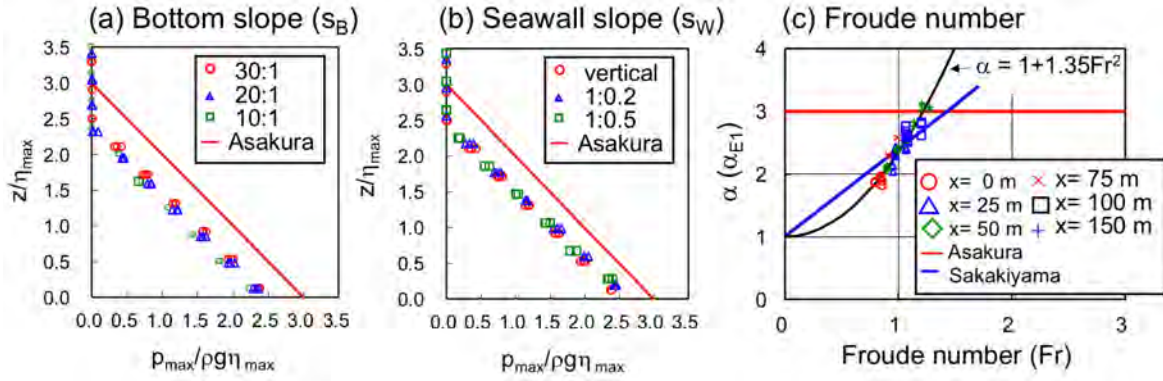 (a) Bottom slope (s_B)
3.5
3.0
2.5
2.0
1.5
1.0
0.5
0.0
z/η_max
30:1
20:1
10:1
Asakura
0.0 0.5 1.0 1.5 2.0 2.5 3.0 3.5
p_max/ρgη_max
(b) Seawall slope (s_W)
3.5
3.0
2.5
2.0
1.5
1.0
0.5
0.0
z/η_max
vertical
1:0.2
1:0.5
Asakura
0.0 0.5 1.0 1.5 2.0 2.5 3.0 3.5
p_max/ρgη_max
(c) Froude number
4
3
2
1
0
α (α_E1)
α = 1+1.35Fr²
x= 0 m
x= 25 m
x= 50 m
x= 75 m
x= 100 m
x= 150 m
Asakura
Sakakiyama
0 1 2 3
Froude number (Fr)